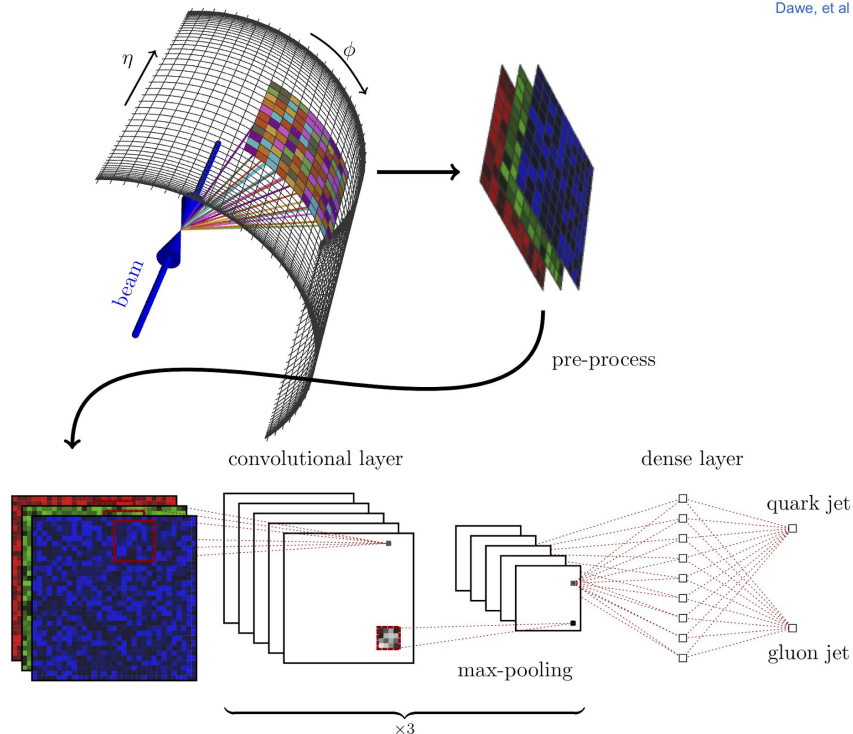 Dawe, et al
η
ϕ
beam
pre-process
convolutional layer
dense layer
quark jet
gluon jet
max-pooling
×3